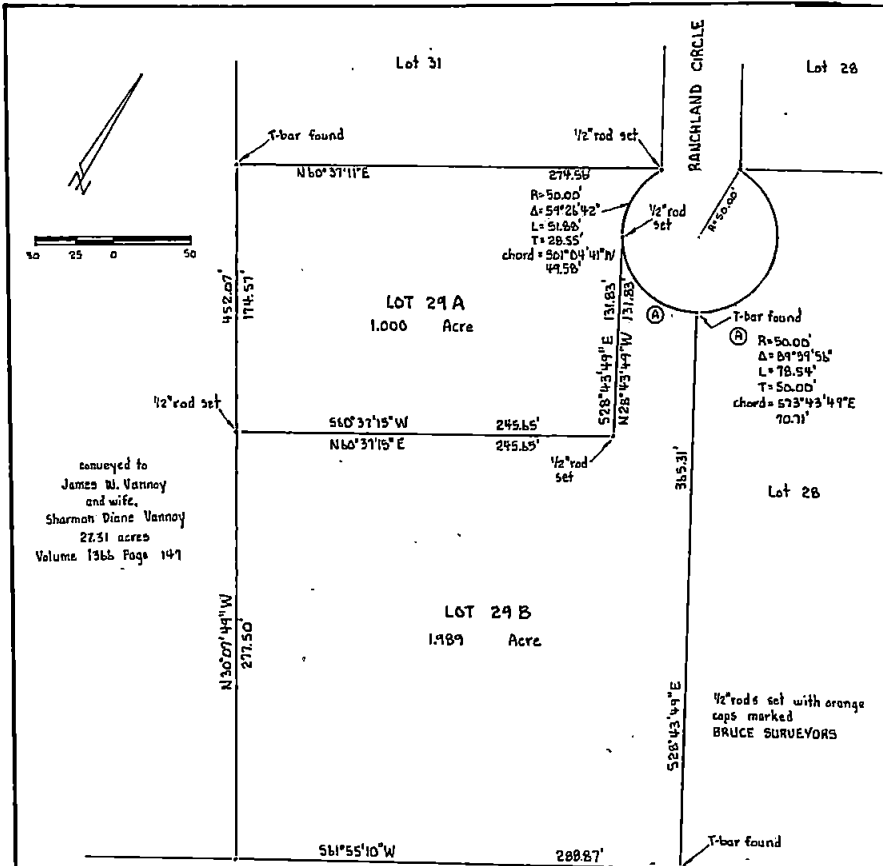 Lot 31
RANCHLAND CIRCLE
Lot 28
T-bar found
1/2" rod set
N60°37'11"E
274.56'
R=50.00'
Δ=59°26'42"
L=51.88'
T=28.55'
chord=S01°04'41"W
49.58'
1/2" rod
set
R=50.00'
N
50 25 0 50
452.07'
174.57'
LOT 29 A
1.000 Acre
S28°43'49"E 131.83'
N28°43'49"W 131.83'
A
T-bar found
A
R=50.00'
Δ=89°59'56"
L=78.54'
T=50.00'
chord=S73°43'49"E
70.71'
1/2" rod set
S60°37'15"W 245.65'
N60°37'15"E 245.65'
1/2" rod
set
365.31'
Lot 28
conveyed to
James W. Vannoy
and wife,
Sharman Diane Vannoy
27.31 acres
Volume 1366 Page 149
LOT 29 B
1.989 Acre
N30°07'49"W
277.50'
S28°43'49"E
1/2" rods set with orange
caps marked
BRUCE SURVEYORS
S61°55'10"W 288.87'
T-bar found